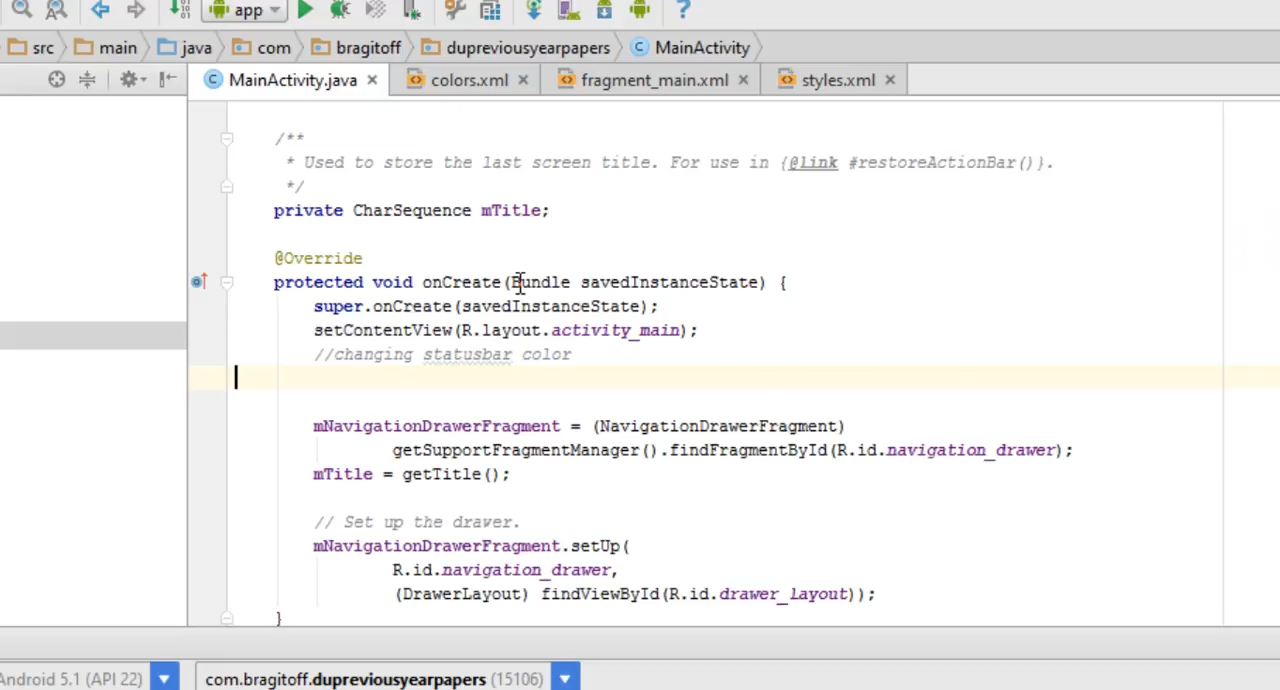 app
src main java com bragitoff dupreviousyearpapers C MainActivity
C MainActivity.java colors.xml fragment_main.xml styles.xml
/**
* Used to store the last screen title. For use in {@link #restoreActionBar()}.
*/
private CharSequence mTitle;
@Override
protected void onCreate(Bundle savedInstanceState) {
super.onCreate(savedInstanceState);
setContentView(R.layout.activity_main);
//changing statusbar color
mNavigationDrawerFragment = (NavigationDrawerFragment)
getSupportFragmentManager().findFragmentById(R.id.navigation_drawer);
mTitle = getTitle();
// Set up the drawer.
mNavigationDrawerFragment.setUp(
R.id.navigation_drawer,
(DrawerLayout) findViewById(R.id.drawer_layout));
}
Android 5.1 (API 22) com.bragitoff.dupreviousyearpapers (15106)